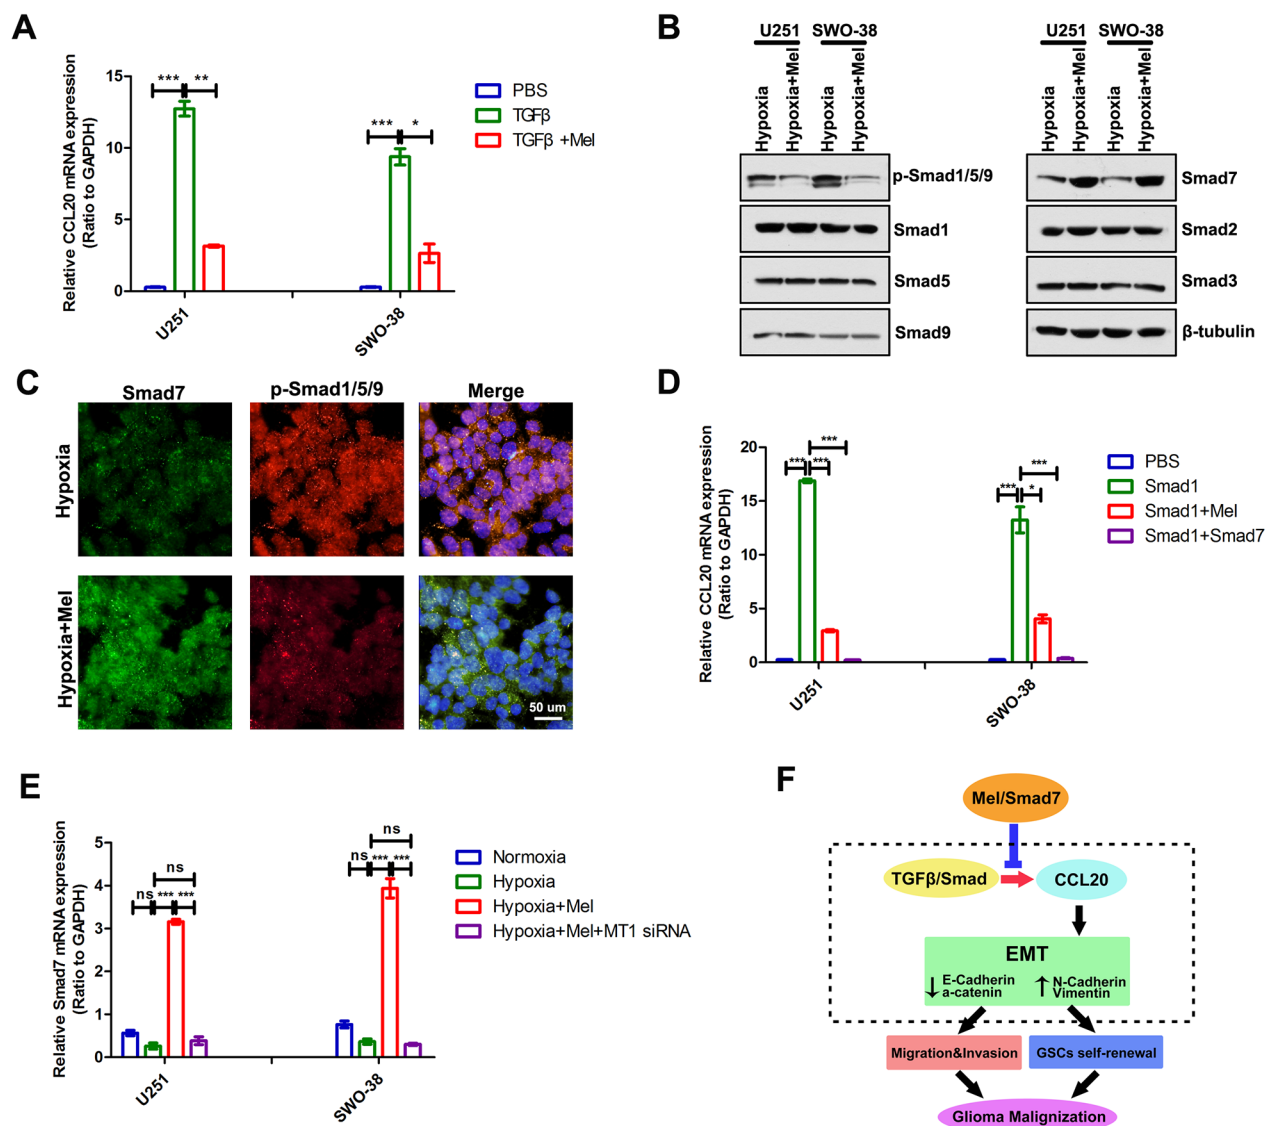 A
Relative CCL20 mRNA expression
(Ratio to GAPDH)
15
10
5
0
***
**
***
*
U251
SWO-38
PBS
TGFβ
TGFβ +Mel
B
U251
SWO-38
Hypoxia
Hypoxia+Mel
Hypoxia
Hypoxia+Mel
p-Smad1/5/9
Smad1
Smad5
Smad9
U251
SWO-38
Hypoxia
Hypoxia+Mel
Hypoxia
Hypoxia+Mel
Smad7
Smad2
Smad3
β-tubulin
C
Smad7
p-Smad1/5/9
Merge
Hypoxia
Hypoxia+Mel
50 um
D
Relative CCL20 mRNA expression
(Ratio to GAPDH)
20
15
10
5
0
***
***
***
***
***
*
U251
SWO-38
PBS
Smad1
Smad1+Mel
Smad1+Smad7
E
Relative Smad7 mRNA expression
(Ratio to GAPDH)
5
4
3
2
1
0
ns
ns
***
***
ns
ns
***
***
U251
SWO-38
Normoxia
Hypoxia
Hypoxia+Mel
Hypoxia+Mel+MT1 siRNA
F
Mel/Smad7
TGFβ/Smad
CCL20
EMT
↓ E-Cadherin
a-catenin
↑ N-Cadherin
Vimentin
Migration&Invasion
GSCs self-renewal
Glioma Malignization